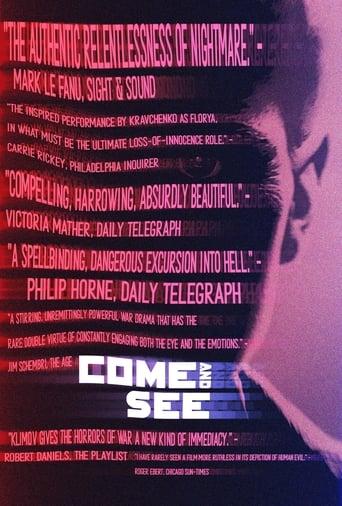 "THE AUTHENTIC RELENTLESSNESS OF NIGHTMARE." -
MARK LE FANU, SIGHT & SOUND
"THE INSPIRED PERFORMANCE BY KRAVCHENKO AS FLORYA,
IN WHAT MUST BE THE ULTIMATE LOSS-OF-INNOCENCE ROLE." -
CARRIE RICKEY, PHILADELPHIA INQUIRER
"COMPELLING, HARROWING, ABSURDLY BEAUTIFUL." -
VICTORIA MATHER, DAILY TELEGRAPH
"A SPELLBINDING, DANGEROUS EXCURSION INTO HELL." -
PHILIP HORNE, DAILY TELEGRAPH
"A STIRRING, UNREMITTINGLY POWERFUL WAR DRAMA THAT HAS THE
RARE DOUBLE VIRTUE OF CONSTANTLY ENGAGING BOTH THE EYE AND THE EMOTIONS." -
JIM SCHEMBRI, THE AGE
COME AND
SEE
"KLIMOV GIVES THE HORRORS OF WAR A NEW KIND OF IMMEDIACY." -
ROBERT DANIELS, THE PLAYLIST
"I HAVE RARELY SEEN A FILM MORE RUTHLESS IN ITS DEPICTION OF HUMAN EVIL." -
ROGER EBERT, CHICAGO SUN-TIMES